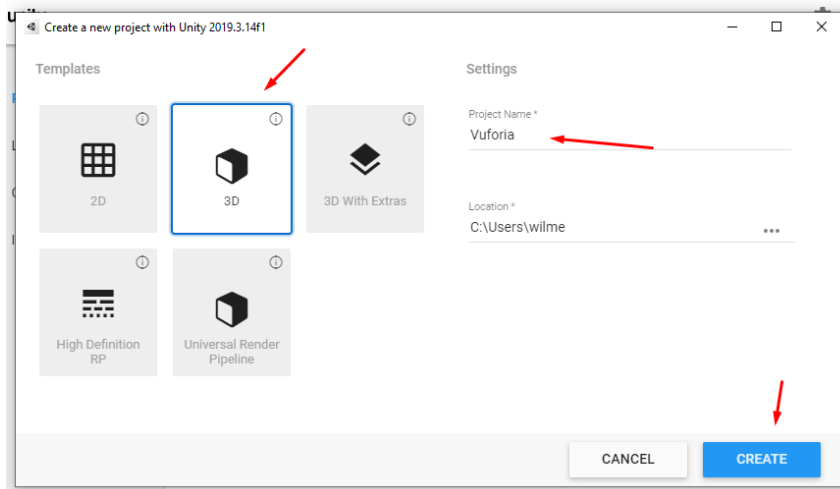 Create a new project with Unity 2019.3.14f1
Templates
2D
3D
3D With Extras
High Definition
RP
Universal Render
Pipeline
Settings
Project Name *
Vuforia
Location *
C:\Users\wilme
CANCEL
CREATE